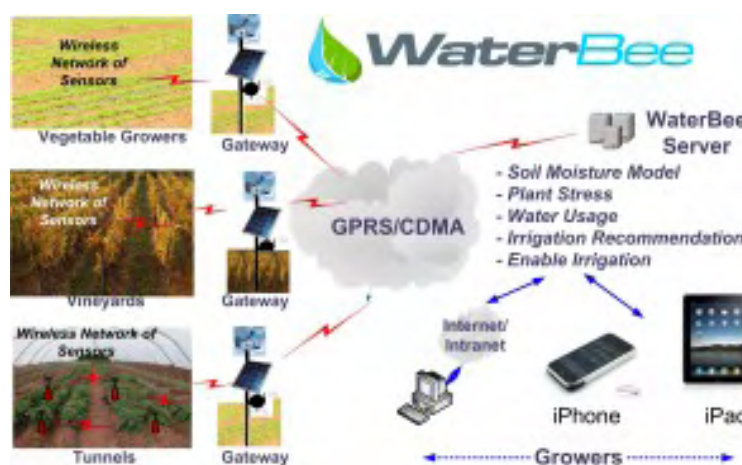 Wireless
Network of
Sensors
Vegetable Growers
Gateway
WaterBee
WaterBee
Server
- Soil Moisture Model
- Plant Stress
- Water Usage
- Irrigation Recommendation
- Enable Irrigation
GPRS/CDMA
Wireless
Network of
Sensors
Vineyards
Gateway
Wireless Network of
Sensors
Tunnels
Gateway
Internet/
Intranet
iPhone
iPad
Growers